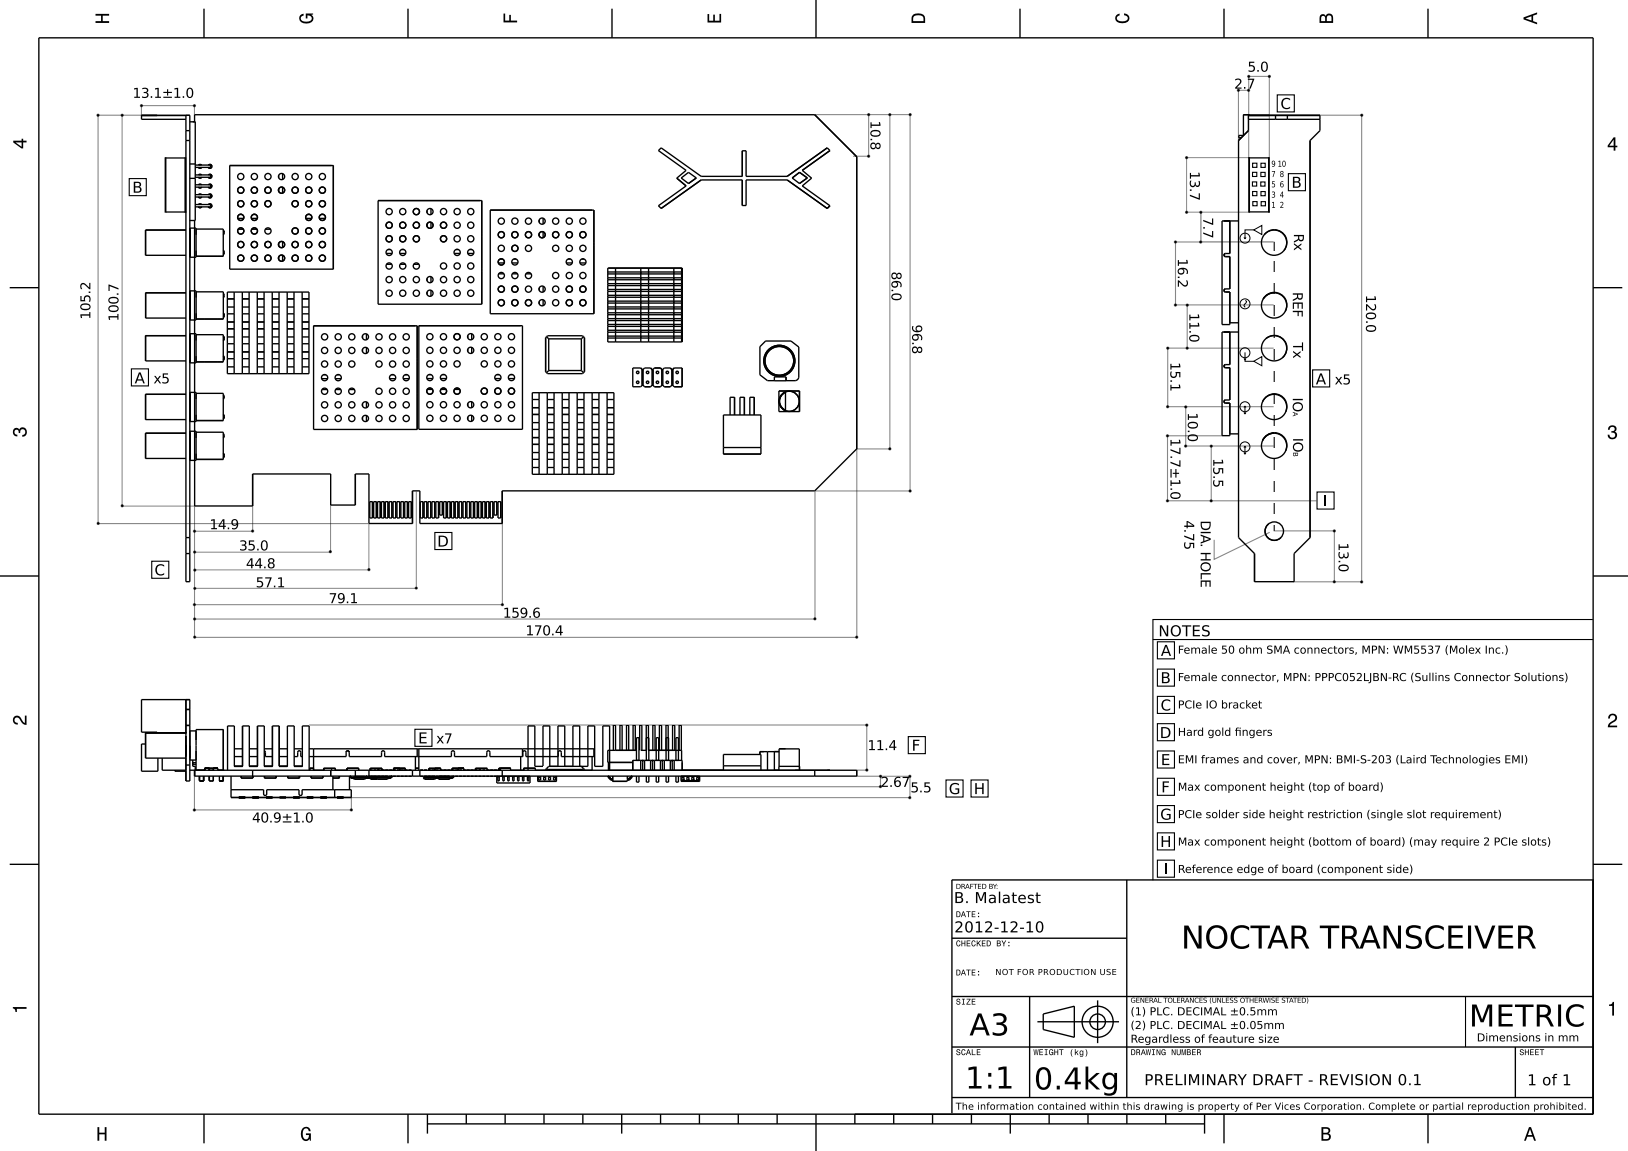 H G F E D C B A
4 4
3 3
2 2
1 1
13.1±1.0
10.8
B
105.2
100.7
86.0
96.8
A x5
14.9
35.0
44.8
57.1
79.1
159.6
170.4
C
D
5.0
2.7
C
9 10
7 8
5 6
3 4
1 2
B
13.7
7.7
16.2
11.0
15.1
10.0
17.7±1.0
15.5
Rx
REF
Tx
IOA
IOB
120.0
A x5
I
DIA. HOLE
4.75
13.0
E x7
11.4 F
2.67
5.5 G H
40.9±1.0
NOTES
A Female 50 ohm SMA connectors, MPN: WM5537 (Molex Inc.)
B Female connector, MPN: PPPC052LJBN-RC (Sullins Connector Solutions)
C PCIe IO bracket
D Hard gold fingers
E EMI frames and cover, MPN: BMI-S-203 (Laird Technologies EMI)
F Max component height (top of board)
G PCIe solder side height restriction (single slot requirement)
H Max component height (bottom of board) (may require 2 PCIe slots)
I Reference edge of board (component side)
DRAFTED BY:
B. Malatest
DATE:
2012-12-10
CHECKED BY:
DATE: NOT FOR PRODUCTION USE
NOCTAR TRANSCEIVER
SIZE
A3
GENERAL TOLERANCES (UNLESS OTHERWISE STATED)
(1) PLC. DECIMAL ±0.5mm
(2) PLC. DECIMAL ±0.05mm
Regardless of feauture size
METRIC
Dimensions in mm
SCALE
1:1
WEIGHT (kg)
0.4kg
DRAWING NUMBER
PRELIMINARY DRAFT - REVISION 0.1
SHEET
1 of 1
The information contained within this drawing is property of Per Vices Corporation. Complete or partial reproduction prohibited.
H G B A